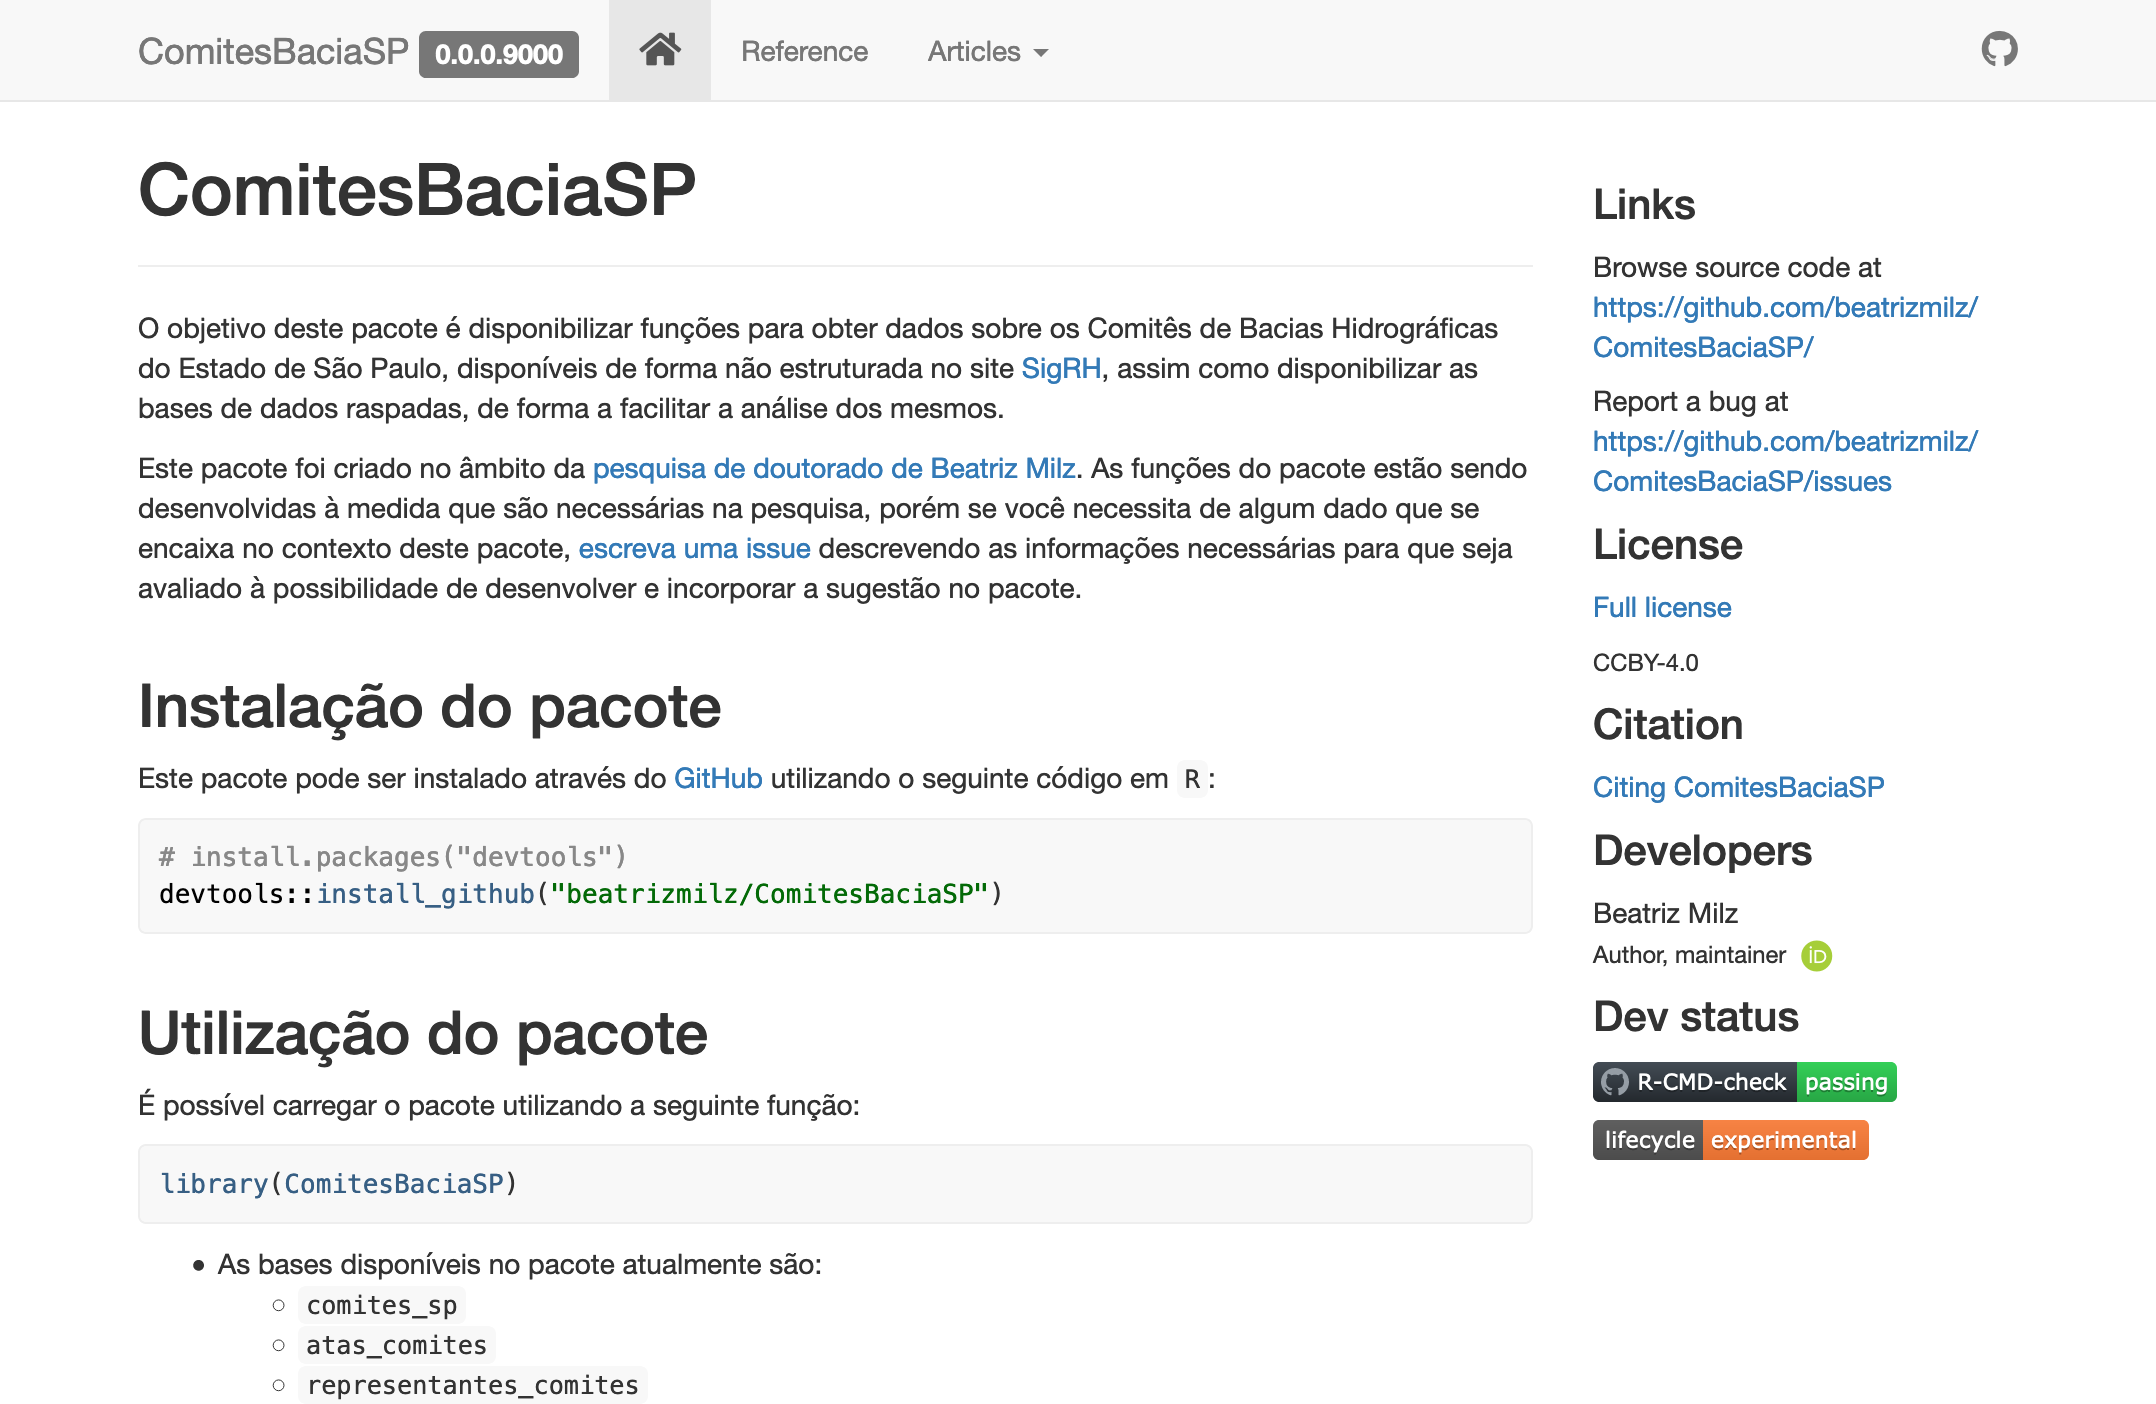 ComitesBaciaSP 0.0.0.9000 Reference Articles
ComitesBaciaSP
O objetivo deste pacote é disponibilizar funções para obter dados sobre os Comitês de Bacias Hidrográficas
do Estado de São Paulo, disponíveis de forma não estruturada no site SigRH, assim como disponibilizar as
bases de dados raspadas, de forma a facilitar a análise dos mesmos.
Este pacote foi criado no âmbito da pesquisa de doutorado de Beatriz Milz. As funções do pacote estão sendo
desenvolvidas à medida que são necessárias na pesquisa, porém se você necessita de algum dado que se
encaixa no contexto deste pacote, escreva uma issue descrevendo as informações necessárias para que seja
avaliado à possibilidade de desenvolver e incorporar a sugestão no pacote.
Instalação do pacote
Este pacote pode ser instalado através do GitHub utilizando o seguinte código em R:
# install.packages("devtools")
devtools::install_github("beatrizmilz/ComitesBaciaSP")
Utilização do pacote
É possível carregar o pacote utilizando a seguinte função:
library(ComitesBaciaSP)
As bases disponíveis no pacote atualmente são:
comites_sp
atas_comites
representantes_comites
Links
Browse source code at
https://github.com/beatrizmilz/
ComitesBaciaSP/
Report a bug at
https://github.com/beatrizmilz/
ComitesBaciaSP/issues
License
Full license
CCBY-4.0
Citation
Citing ComitesBaciaSP
Developers
Beatriz Milz
Author, maintainer iD
Dev status
R-CMD-check passing
lifecycle experimental